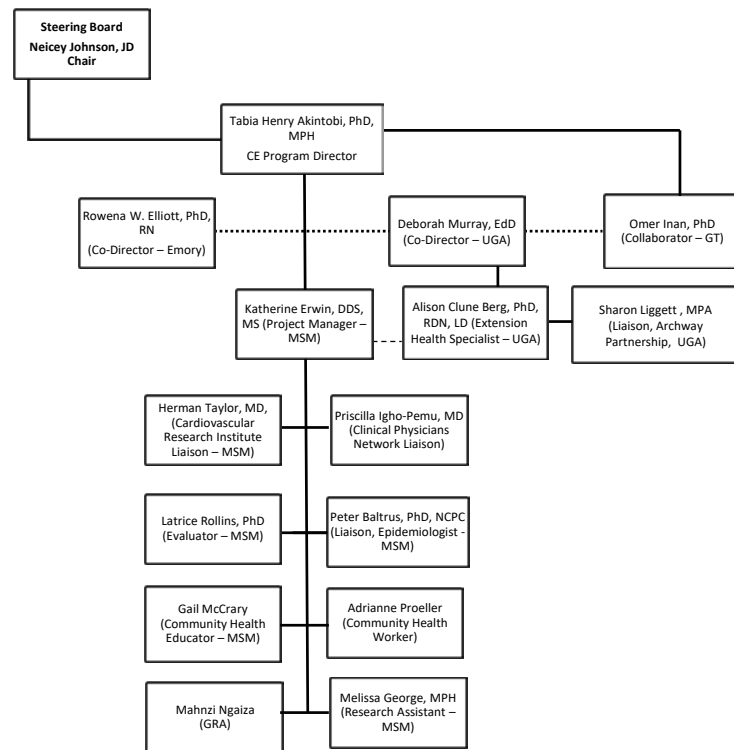 Steering Board
Neicey Johnson, JD
Chair
Tabia Henry Akintobi, PhD,
MPH
CE Program Director
Rowena W. Elliott, PhD,
RN
(Co-Director – Emory)
Deborah Murray, EdD
(Co-Director – UGA)
Omer Inan, PhD
(Collaborator – GT)
Katherine Erwin, DDS,
MS (Project Manager –
MSM)
Alison Clune Berg, PhD,
RDN, LD (Extension
Health Specialist – UGA)
Sharon Liggett , MPA
(Liaison, Archway
Partnership, UGA)
Herman Taylor, MD,
(Cardiovascular
Research Institute
Liaison – MSM)
Priscilla Igho-Pemu, MD
(Clinical Physicians
Network Liaison)
Latrice Rollins, PhD
(Evaluator – MSM)
Peter Baltrus, PhD, NCPC
(Liaison, Epidemiologist -
MSM)
Gail McCrary
(Community Health
Educator – MSM)
Adrianne Proeller
(Community Health
Worker)
Mahnzi Ngaiza
(GRA)
Melissa George, MPH
(Research Assistant –
MSM)